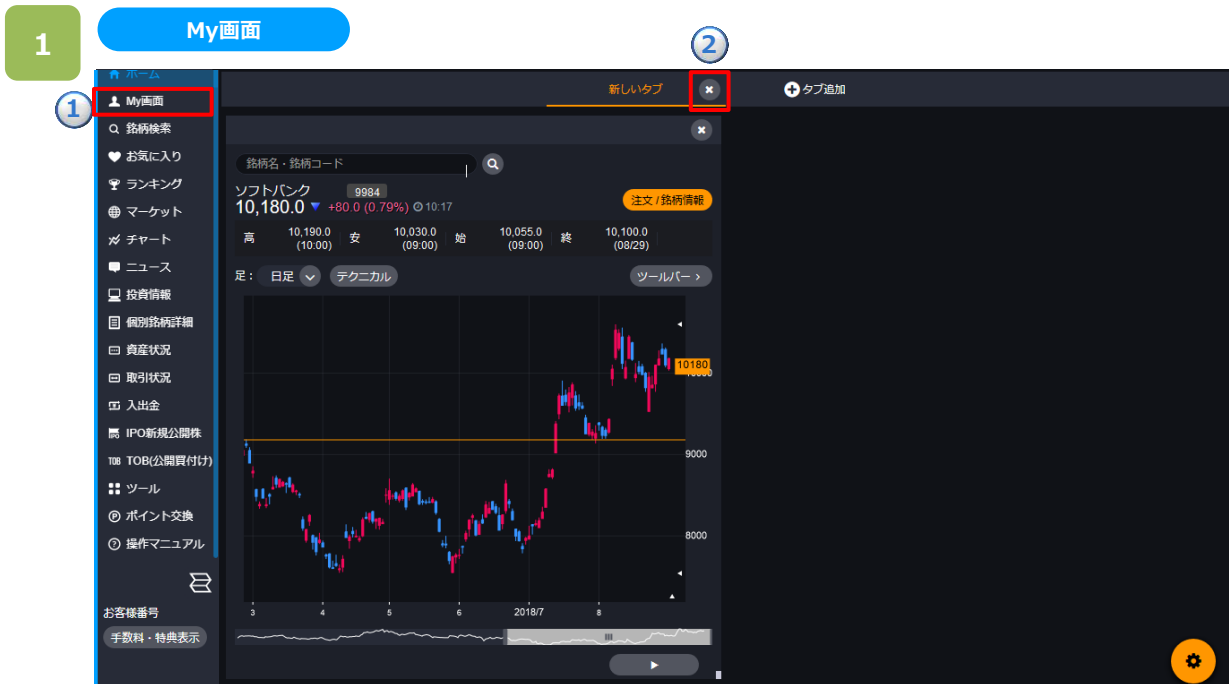 1
My画面
2
ホーム
新しいタブ
タブ追加
1
My画面
銘柄検索
お気に入り
ランキング
マーケット
チャート
ニュース
投資情報
個別銘柄詳細
資産状況
取引状況
入出金
IPO新規公開株
TOB TOB(公開買付け)
ツール
P ポイント交換
? 操作マニュアル
お客様番号
手数料・特典表示
銘柄名・銘柄コード
ソフトバンク 9984
10,180.0 ▼ +80.0 (0.79%) 10:17
注文 / 銘柄情報
高 10,190.0 (10:00) 安 10,030.0 (09:00) 始 10,055.0 (09:00) 終 10,100.0 (08/29)
足： 日足 テクニカル ツールバー >
10180
10000
9000
8000
3 4 5 6 2018/7 8